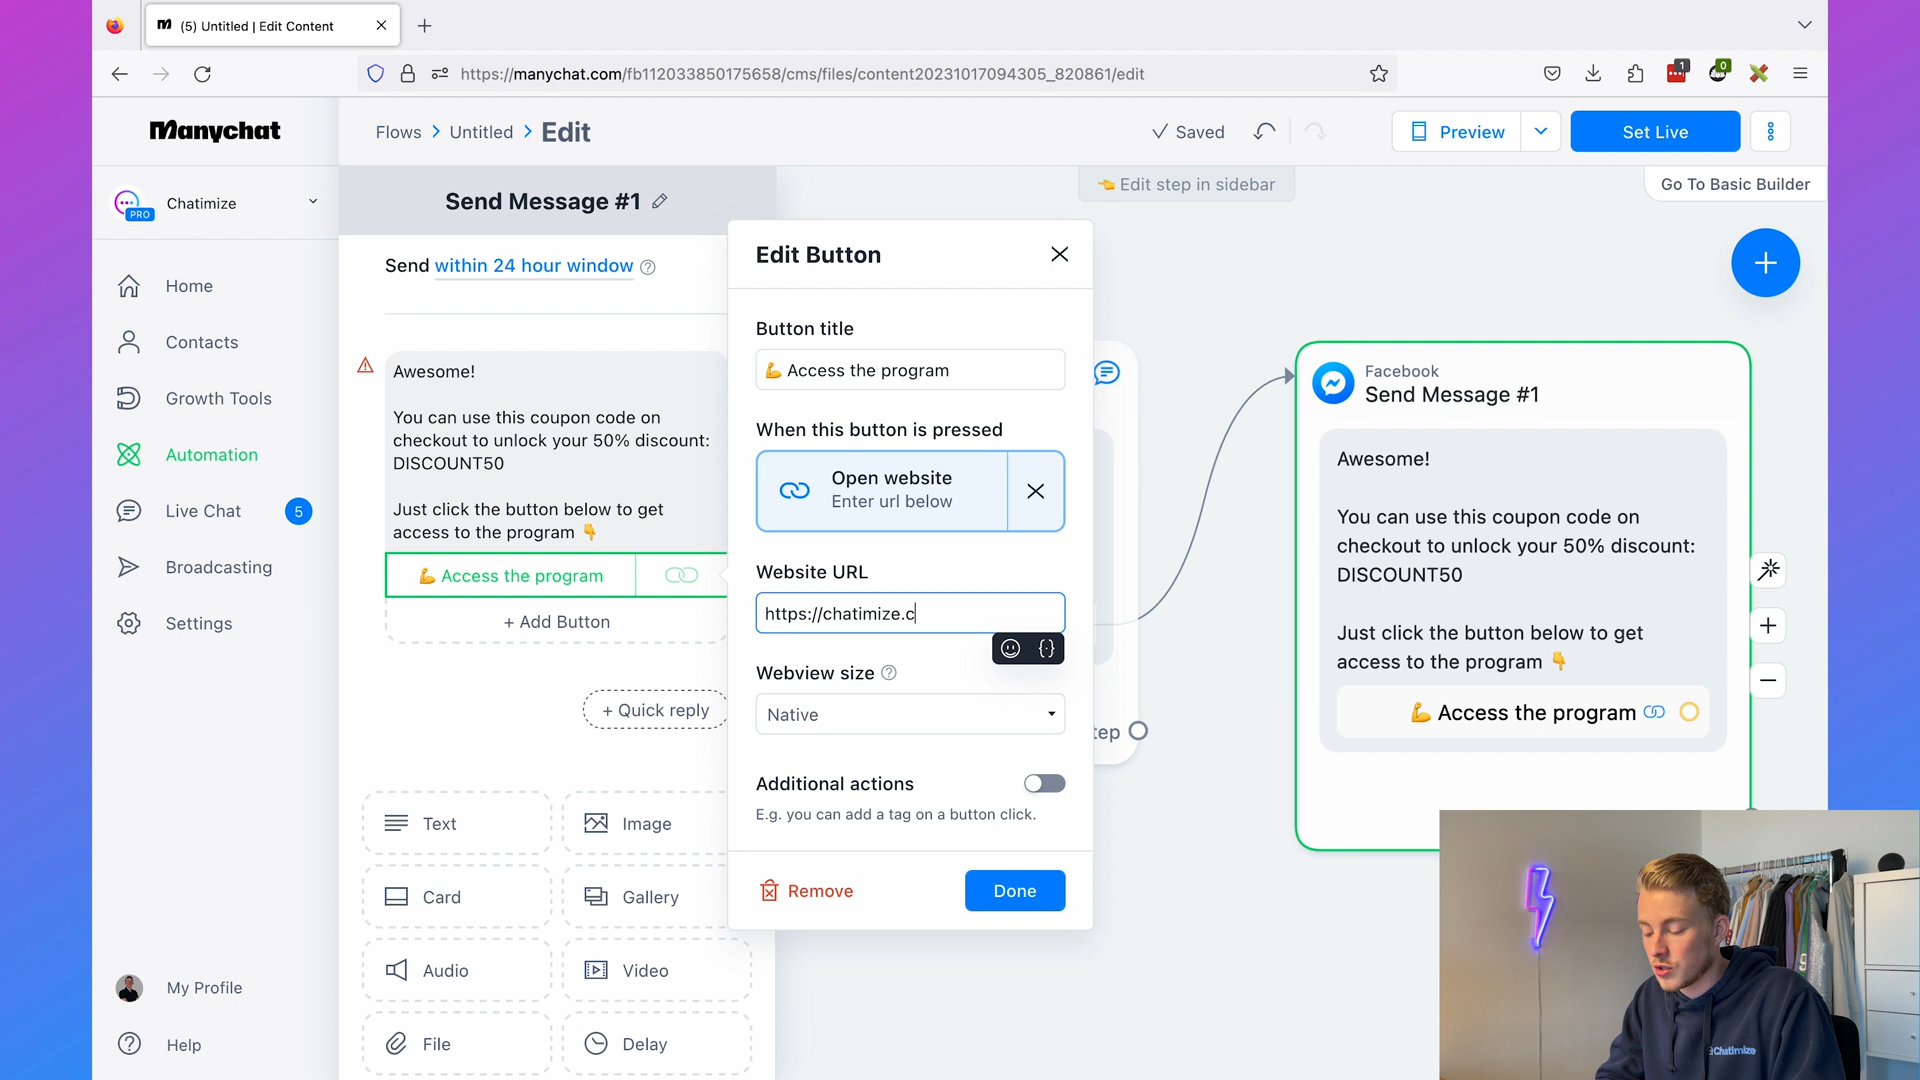 (5) Untitled | Edit Content
https://manychat.com/fb112033850175658/cms/files/content20231017094305_820861/edit
1
0
Manychat
Flows
Untitled
Edit
Saved
Preview
Set Live
Chatimize
PRO
Home
Contacts
Growth Tools
Automation
Live Chat
5
Broadcasting
Settings
My Profile
Help
Send Message #1
Send within 24 hour window
Awesome!
You can use this coupon code on
checkout to unlock your 50% discount:
DISCOUNT50
Just click the button below to get
access to the program 👇
💪 Access the program
+ Add Button
+ Quick reply
Text
Image
Card
Gallery
Audio
Video
File
Delay
Edit Button
Button title
💪 Access the program
When this button is pressed
Open website
Enter url below
Website URL
https://chatimize.c
Webview size
Native
Additional actions
E.g. you can add a tag on a button click.
Remove
Done
👈 Edit step in sidebar
Go To Basic Builder
tep
Facebook
Send Message #1
Awesome!
You can use this coupon code on
checkout to unlock your 50% discount:
DISCOUNT50
Just click the button below to get
access to the program 👇
💪 Access the program
Chatimize